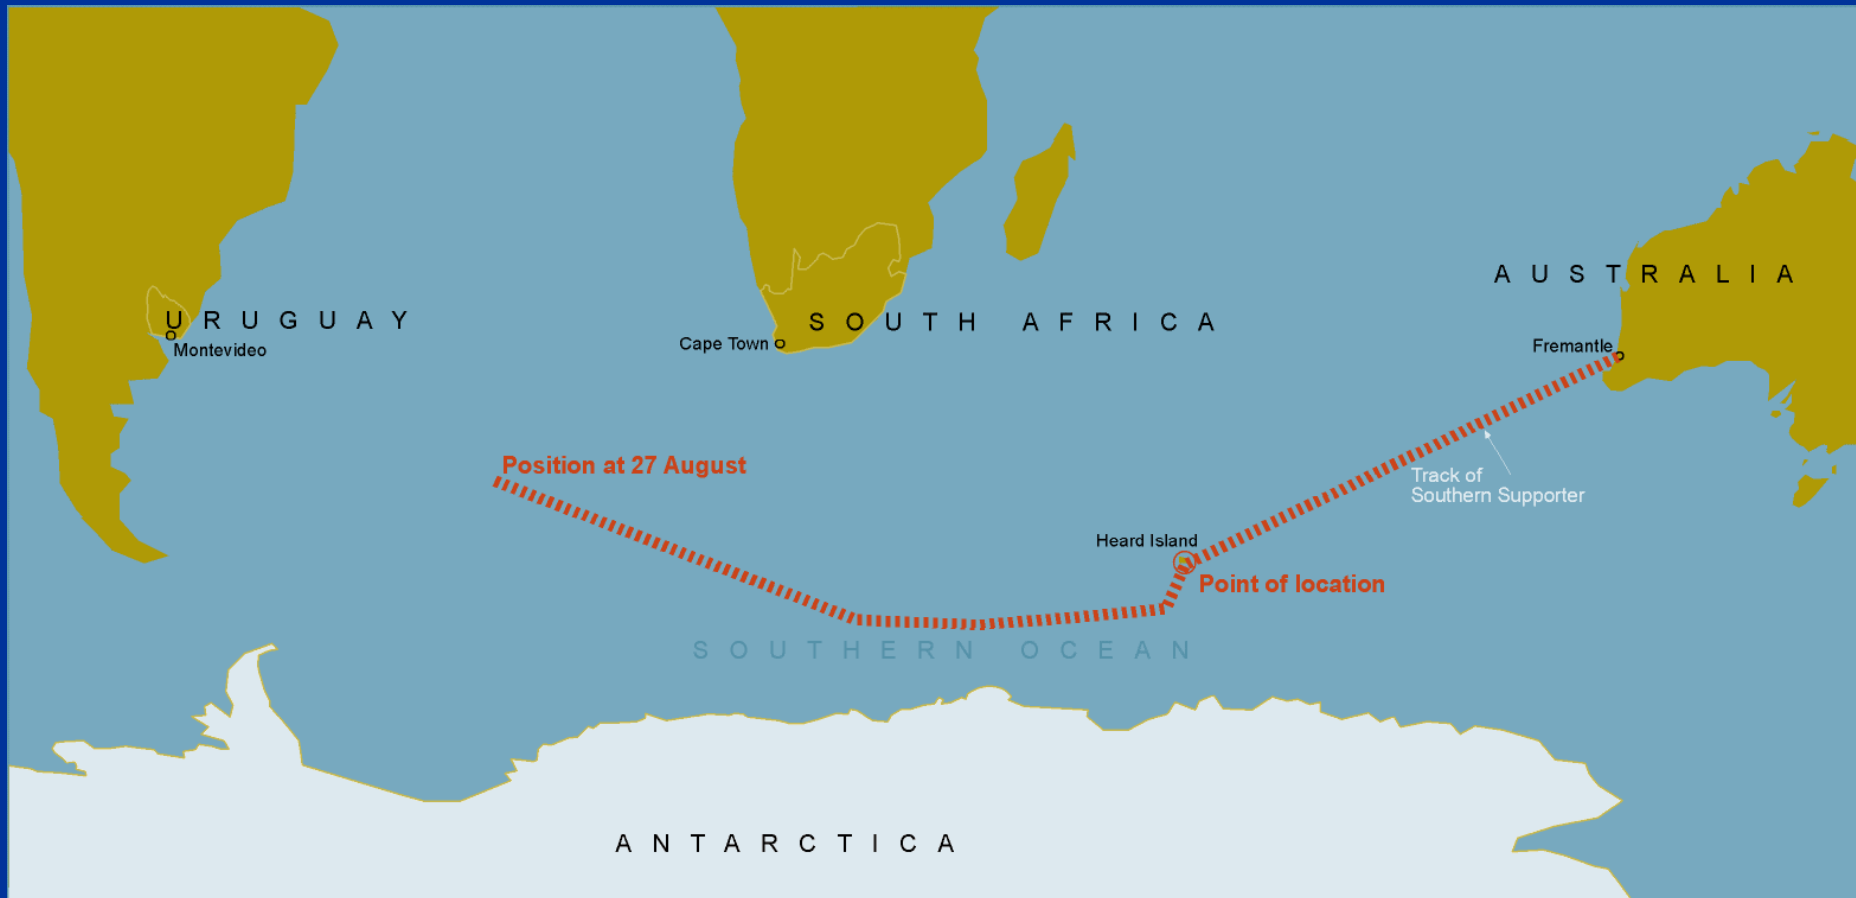 AUSTRALIA
URUGUAY
SOUTH AFRICA
Montevideo
Cape Town
Fremantle
Position at 27 August
Track of
Southern Supporter
Heard Island
Point of location
SOUTHERN OCEAN
ANTARCTICA